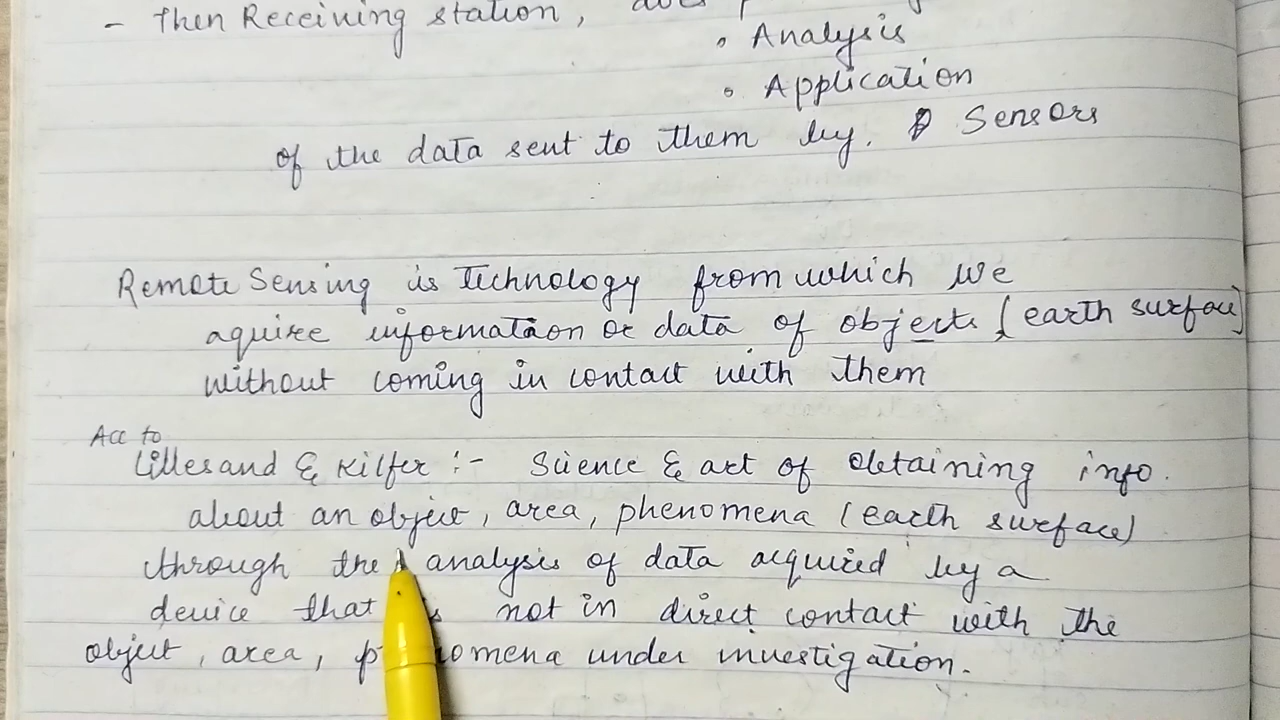 - Then Receiving station, does
• Analysis
• Application
of the data sent to them by. Sensors
Remote Sensing is Technology from which we
aquire information or data of objects (earth surface)
without coming in contact with them
Acc to
Lillesand & Kilfer :- Science & art of obtaining info.
about an object, area, phenomena (earth surface)
through the analysis of data acquired by a
device that is not in direct contact with the
object, area, phenomena under investigation.